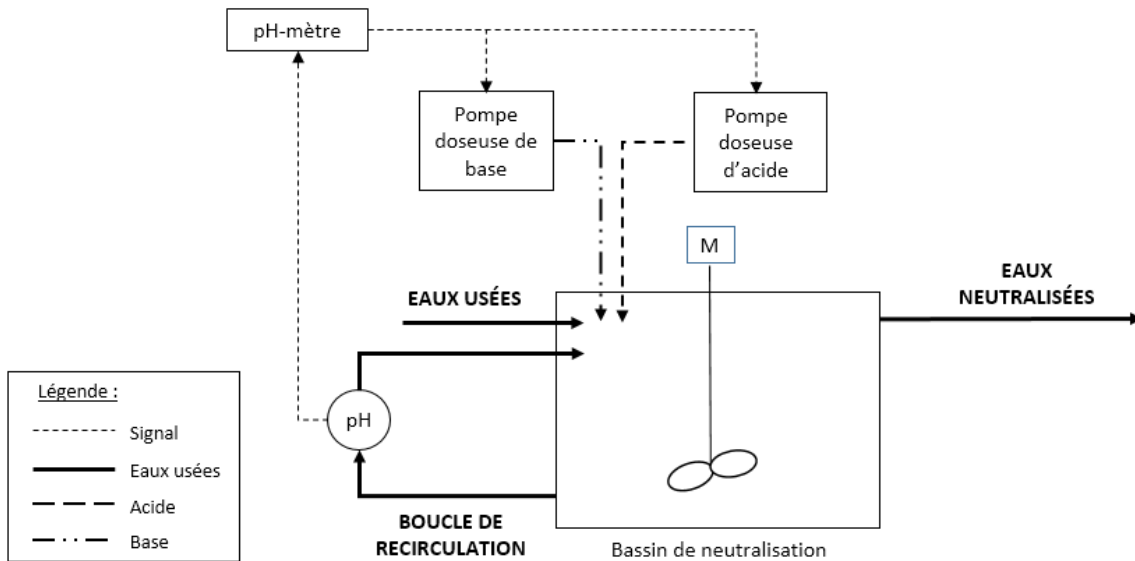 pH-mètre
Pompe
doseuse de
base
Pompe
doseuse
d’acide
M
EAUX USÉES
EAUX
NEUTRALISÉES
pH
BOUCLE DE
RECIRCULATION
Bassin de neutralisation
Légende :
Signal
Eaux usées
Acide
Base